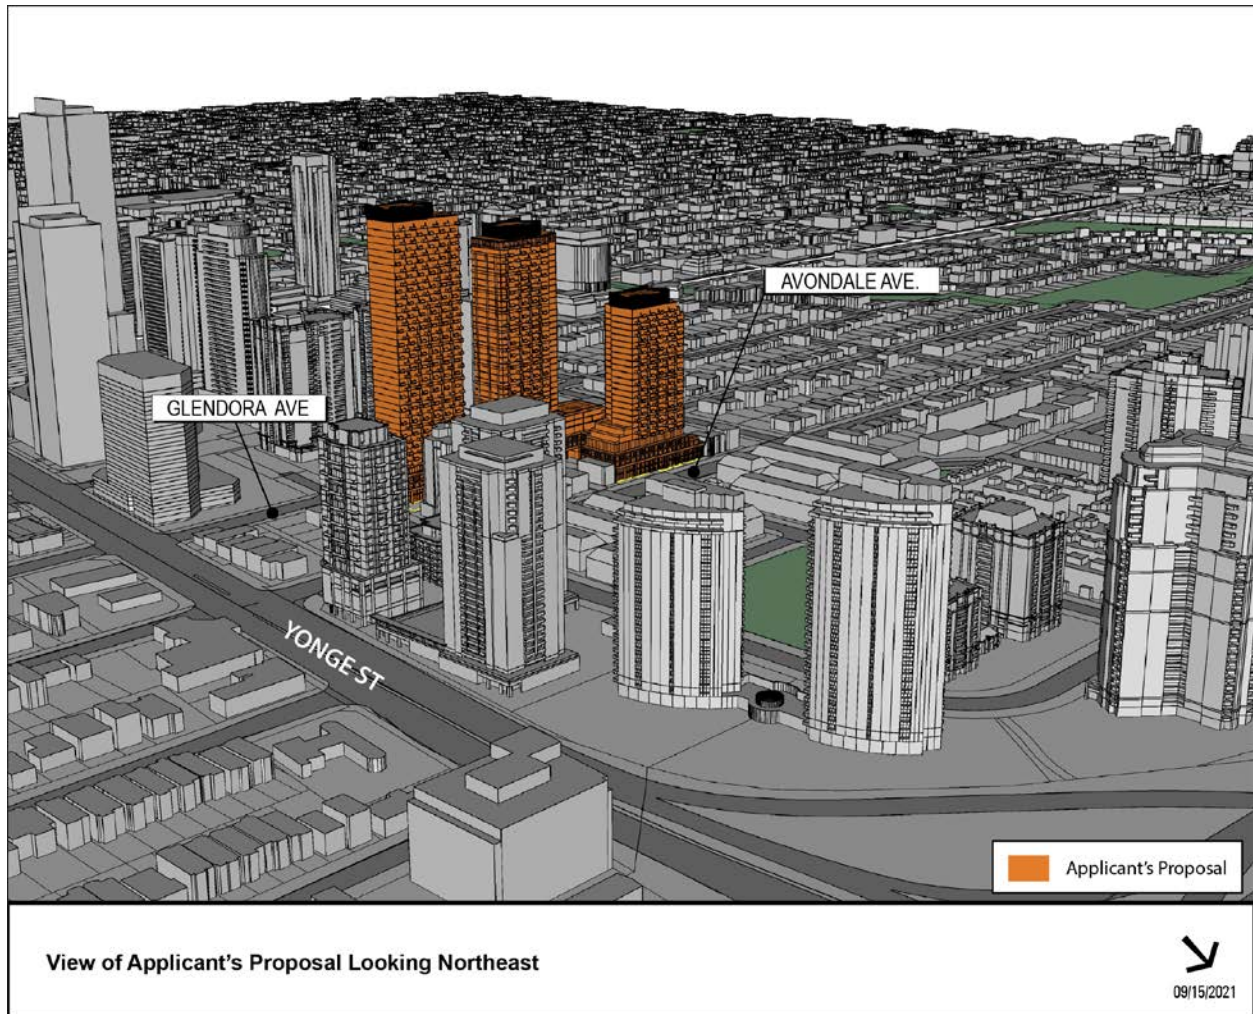 AVONDALE AVE.
GLENDORA AVE
YONGE ST
Applicant's Proposal
View of Applicant's Proposal Looking Northeast
09/15/2021